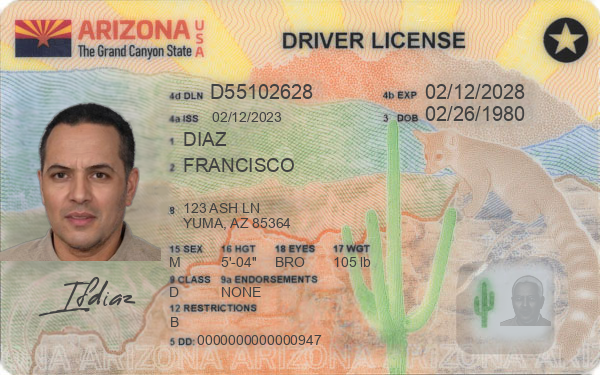 ARIZONA USA
The Grand Canyon State
DRIVER LICENSE
4d DLN D55102628 4b EXP 02/12/2028
4a ISS 02/12/2023 3 DOB 02/26/1980
1 DIAZ
2 FRANCISCO
8 123 ASH LN
YUMA, AZ 85364
15 SEX 16 HGT 18 EYES 17 WGT
M 5'-04" BRO 105 lb
9 CLASS 9a ENDORSEMENTS
D NONE
12 RESTRICTIONS
B
5 DD: 0000000000000947
Ifdiaz
ARIZONA ARIZONA ARIZONA ARIZONA